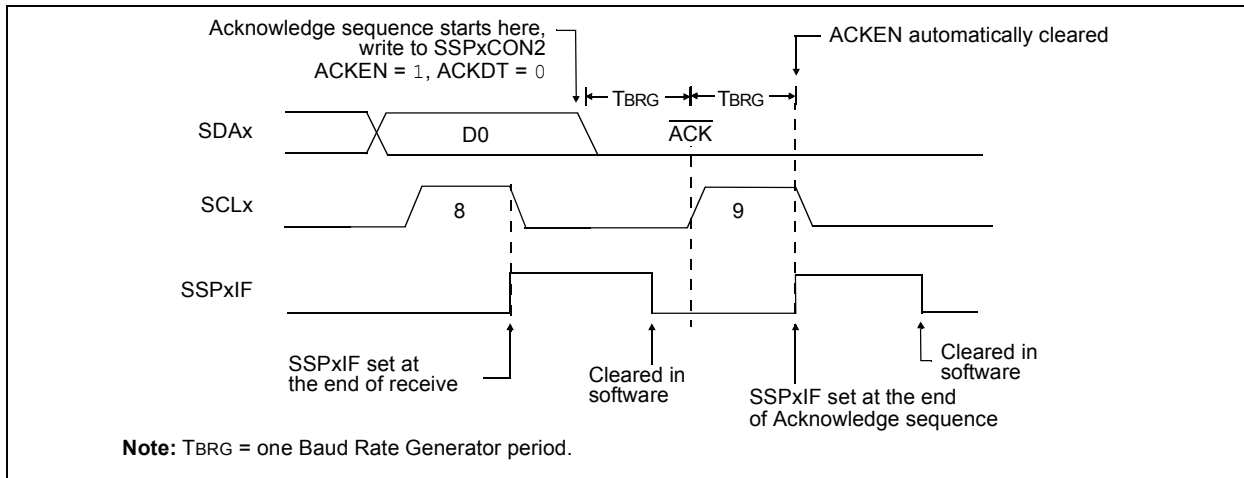 Acknowledge sequence starts here,
write to SSPxCON2
ACKEN = 1, ACKDT = 0
ACKEN automatically cleared
TBRG
TBRG
SDAx
D0
ACK
SCLx
8
9
SSPxIF
SSPxIF set at
the end of receive
Cleared in
software
SSPxIF set at the end
of Acknowledge sequence
Cleared in
software
Note: TBRG = one Baud Rate Generator period.